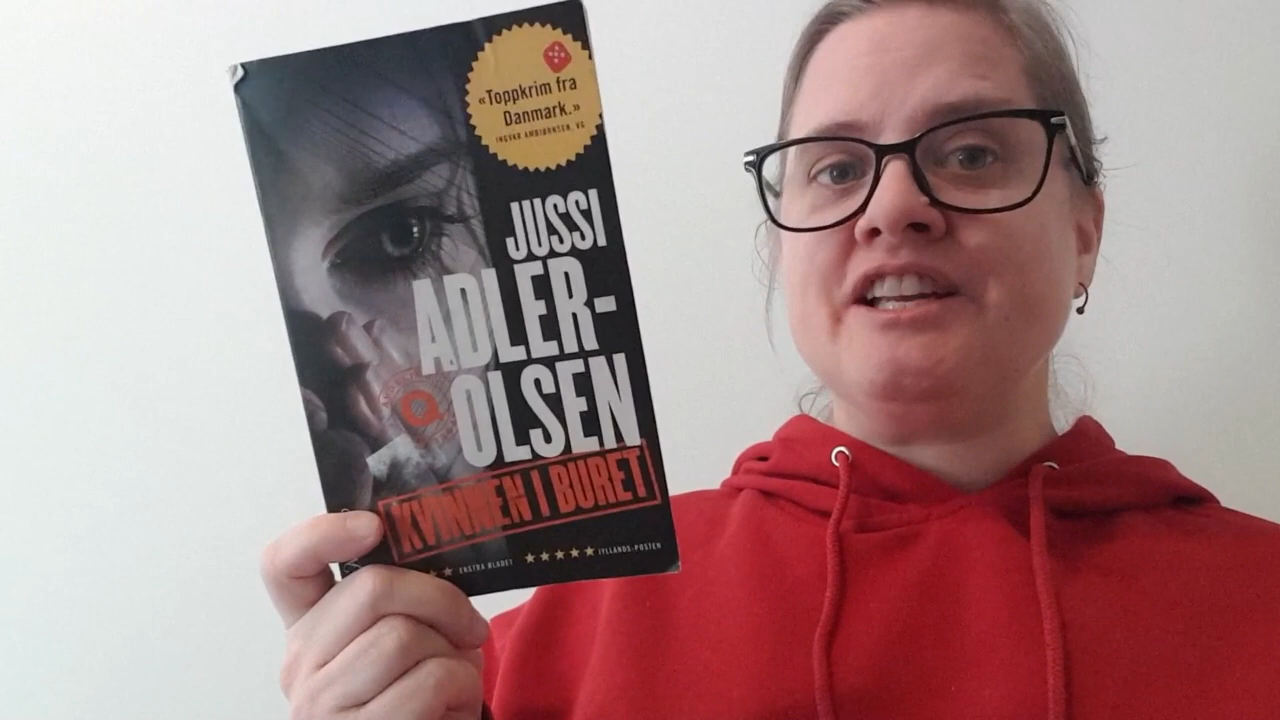 «Toppkrim fra
Danmark.»
INGVAR AMBJØRNSEN, VG
JUSSI
ADLER-
OLSEN
Q
KVINNEN I BURET
EKSTRA BLADET
JYLLANDS-POSTEN